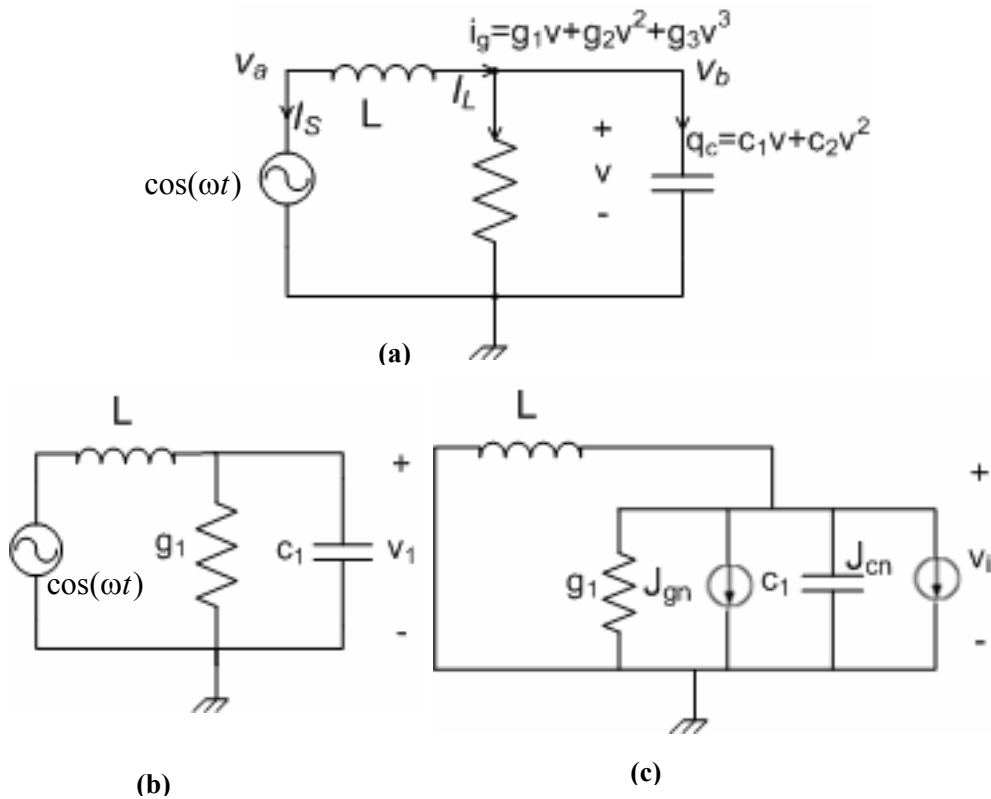 i_g=g_1v+g_2v^2+g_3v^3
v_a
v_b
I_S
L
I_L
+
v
-
q_c=c_1v+c_2v^2
cos(ωt)
(a)
L
+
g_1
c_1
v_1
cos(ωt)
-
(b)
L
+
g_1
J_gn
c_1
J_cn
v_i
-
(c)